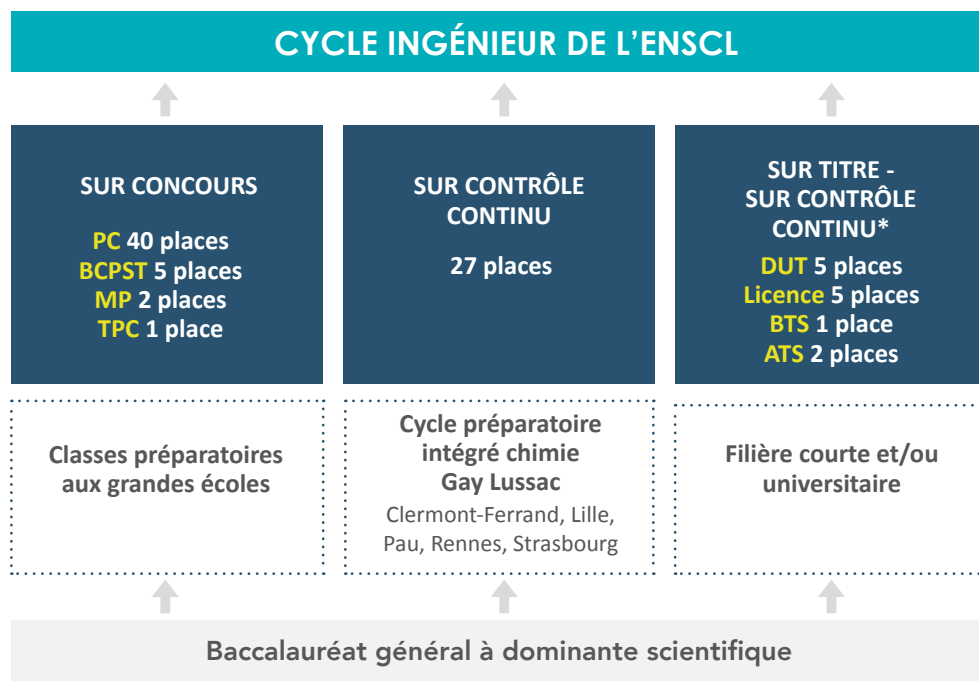 CYCLE INGÉNIEUR DE L'ENSCL
SUR CONCOURS
PC 40 places
BCPST 5 places
MP 2 places
TPC 1 place
SUR CONTRÔLE
CONTINU
27 places
SUR TITRE -
SUR CONTRÔLE
CONTINU*
DUT 5 places
Licence 5 places
BTS 1 place
ATS 2 places
Classes préparatoires
aux grandes écoles
Cycle préparatoire
intégré chimie
Gay Lussac
Clermont-Ferrand, Lille,
Pau, Rennes, Strasbourg
Filière courte et/ou
universitaire
Baccalauréat général à dominante scientifique